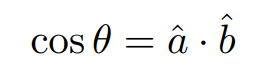 cos θ = â · b̂